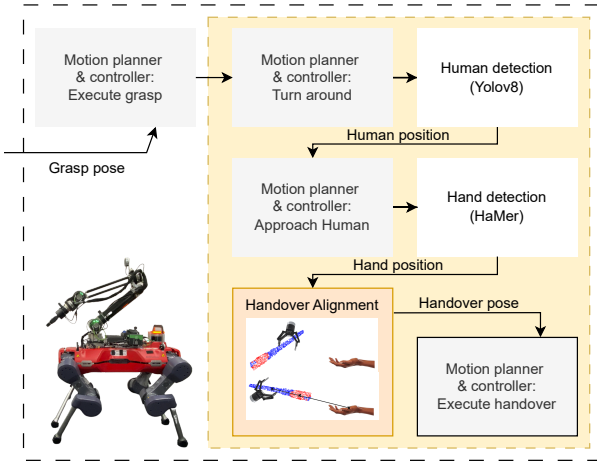 Motion planner
& controller:
Execute grasp
Motion planner
& controller:
Turn around
Human detection
(Yolov8)
Grasp pose
Human position
Motion planner
& controller:
Approach Human
Hand detection
(HaMer)
Hand position
Handover Alignment
Handover pose
Motion planner
& controller:
Execute handover